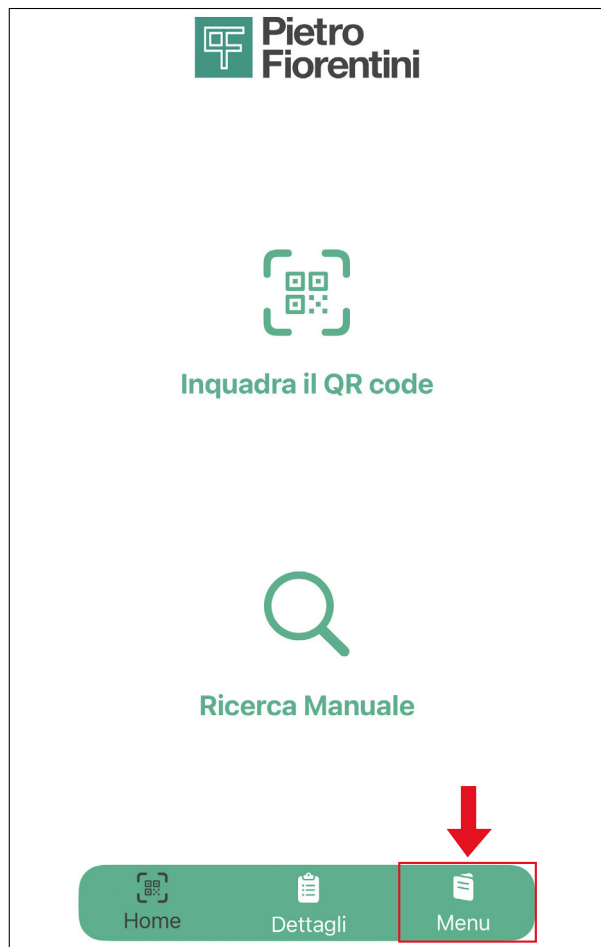 Pietro
Fiorentini
Inquadra il QR code
Ricerca Manuale
Home
Dettagli
Menu